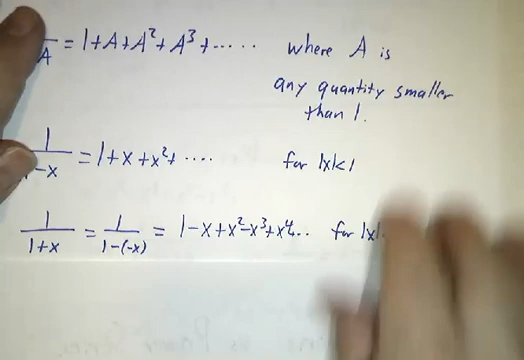 A = 1+A+A²+A³+..... where A is
any quantity smaller
than 1.
1/-x = 1+x+x²+.... for |x|<1
1/1+x = 1/1-(-x) = 1-x+x²-x³+x⁴... for |x|